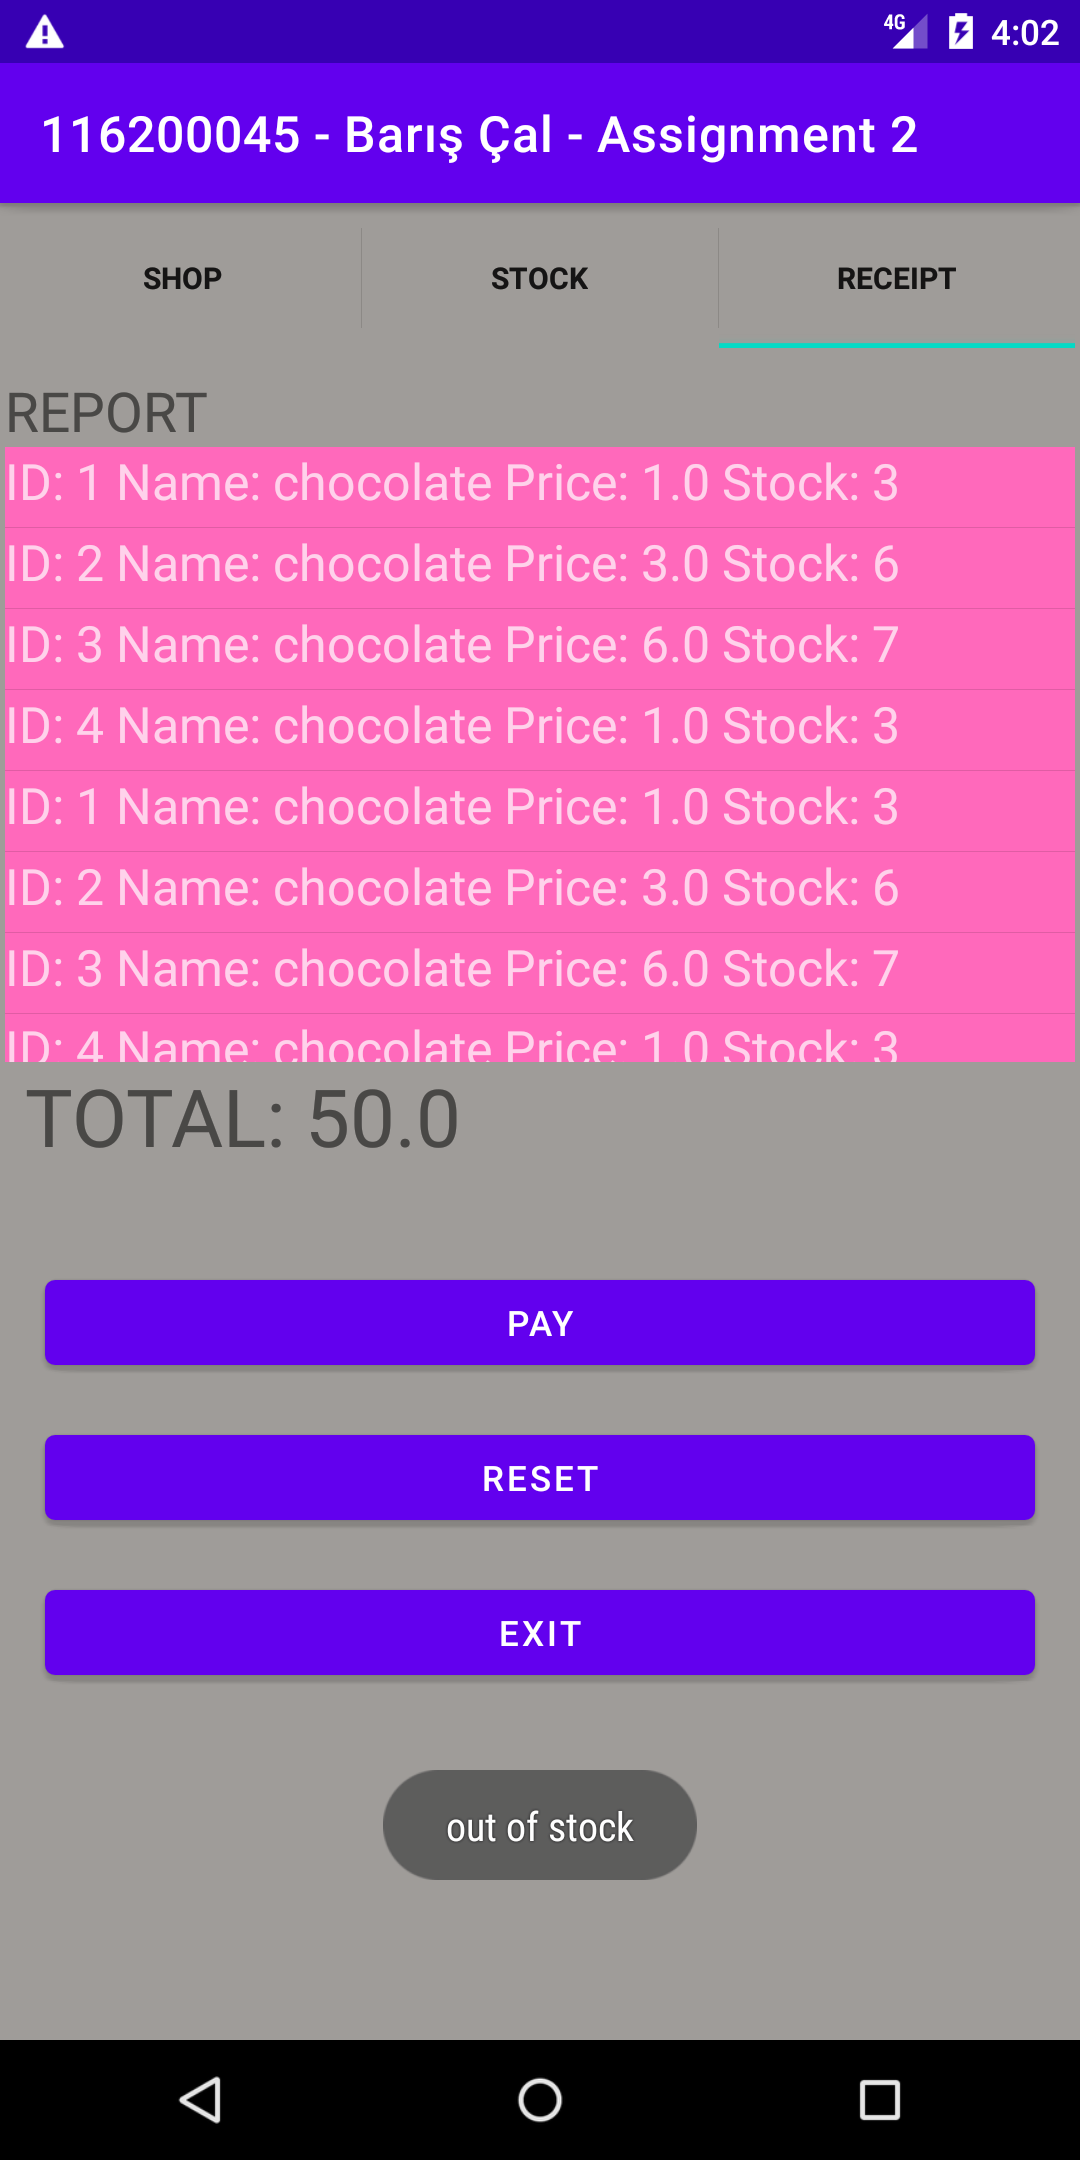 4G 4:02
116200045 - Barış Çal - Assignment 2
SHOP STOCK RECEIPT
REPORT
ID: 1 Name: chocolate Price: 1.0 Stock: 3
ID: 2 Name: chocolate Price: 3.0 Stock: 6
ID: 3 Name: chocolate Price: 6.0 Stock: 7
ID: 4 Name: chocolate Price: 1.0 Stock: 3
ID: 1 Name: chocolate Price: 1.0 Stock: 3
ID: 2 Name: chocolate Price: 3.0 Stock: 6
ID: 3 Name: chocolate Price: 6.0 Stock: 7
ID: 4 Name: chocolate Price: 1.0 Stock: 3
TOTAL: 50.0
PAY
RESET
EXIT
out of stock